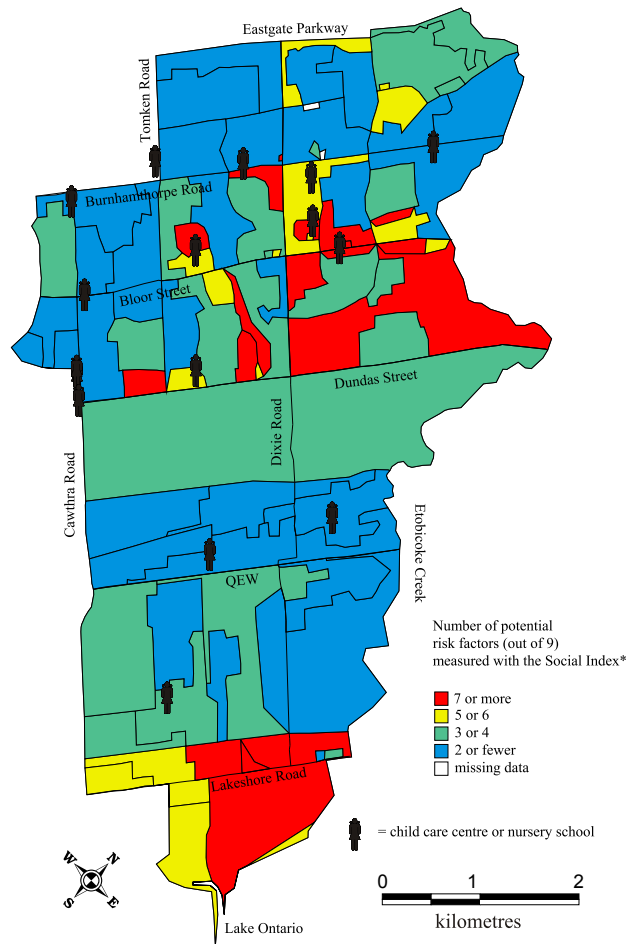 Eastgate Parkway
Tomken Road
Burnhamthorpe Road
Bloor Street
Dundas Street
Dixie Road
Cawthra Road
Etobicoke Creek
QEW
Number of potential
risk factors (out of 9)
measured with the Social Index*
7 or more
5 or 6
3 or 4
2 or fewer
missing data
Lakeshore Road
= child care centre or nursery school
W
N
S
E
0 1 2
kilometres
Lake Ontario